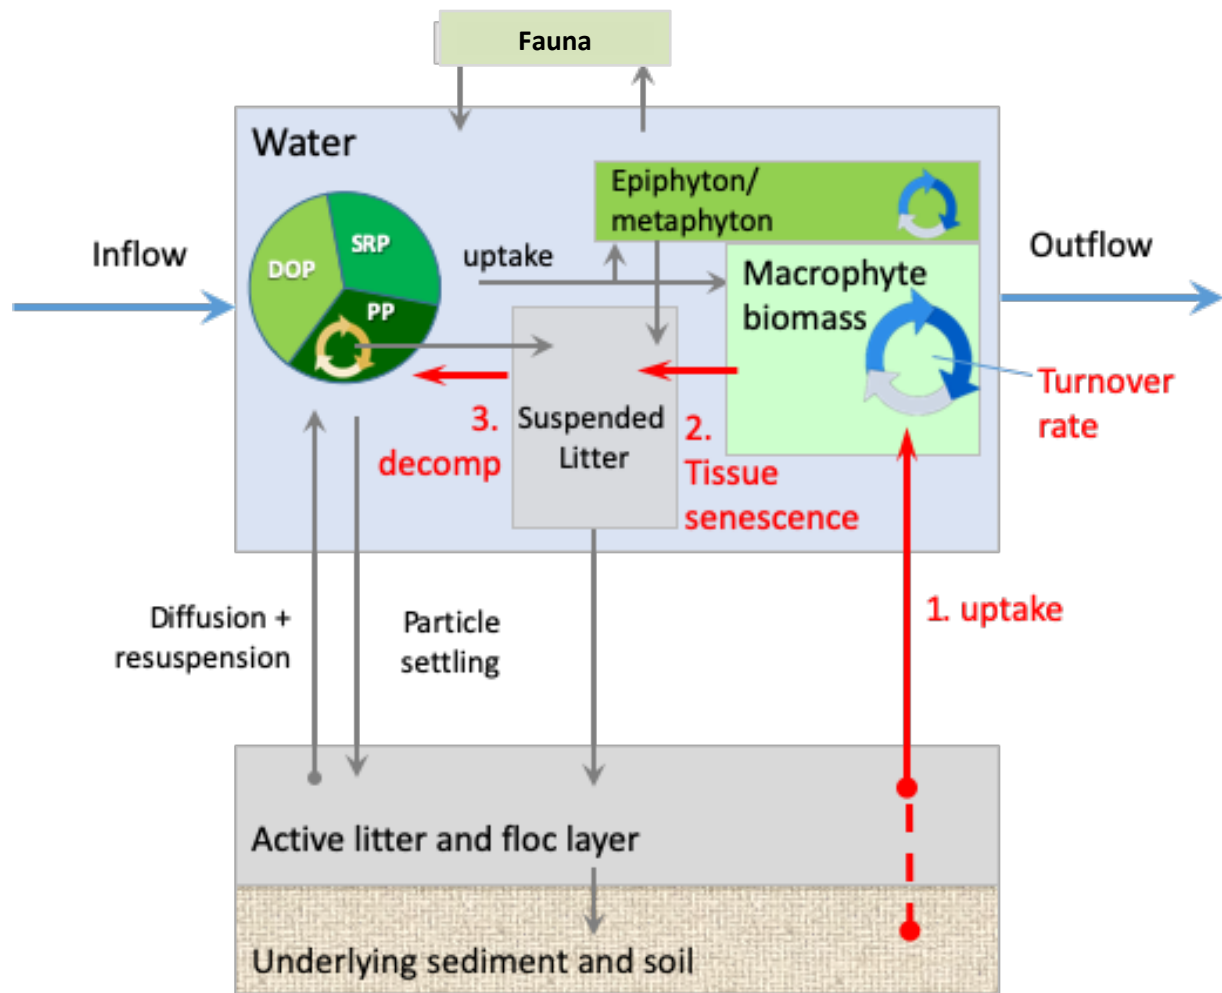 Fauna
Water
Epiphyton/
metaphyton
Inflow
SRP
DOP
PP
uptake
Outflow
Macrophyte
biomass
Turnover
rate
3.
decomp
Suspended
Litter
2.
Tissue
senescence
Diffusion +
resuspension
Particle
settling
1. uptake
Active litter and floc layer
Underlying sediment and soil